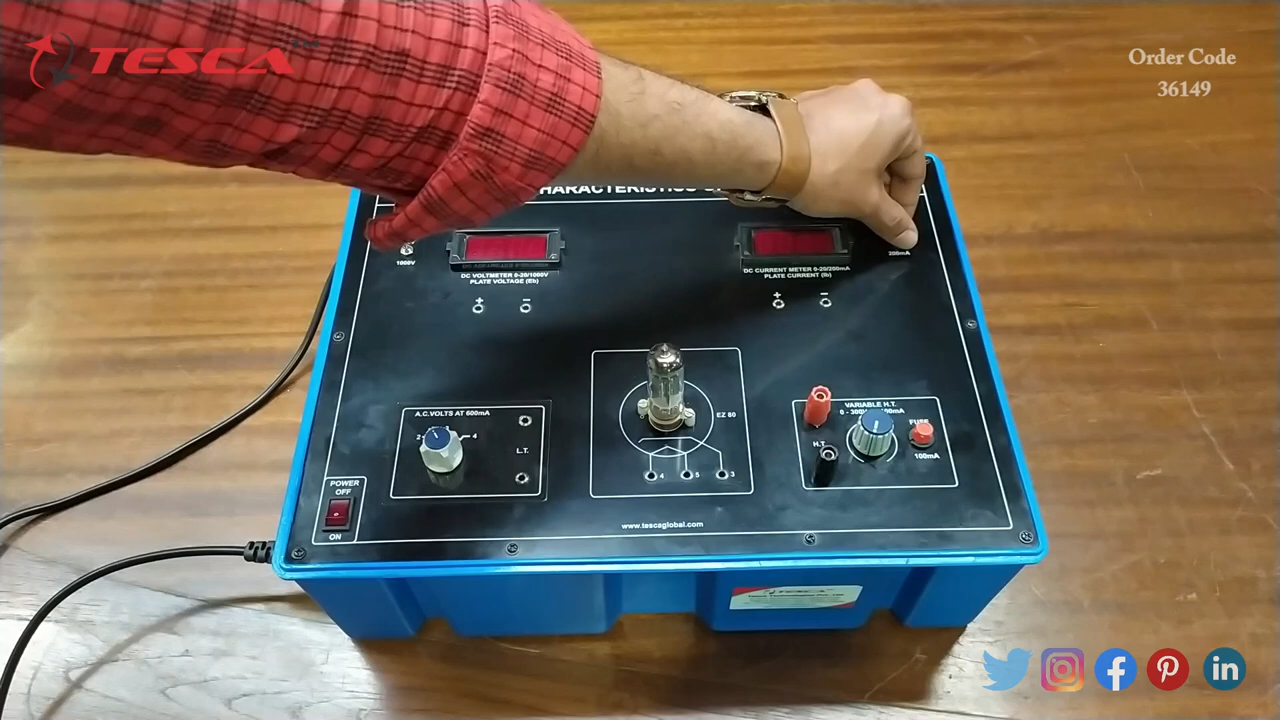 TESCA
Order Code
36149
1000V
DC VOLTMETER 0-20/1000V
PLATE VOLTAGE (Eb)
+ −
DC CURRENT METER 0-20/200mA
PLATE CURRENT (Ib)
+ −
200mA
A.C.VOLTS AT 600mA
2 4
L.T.
EZ 80
4 5 3
VARIABLE H.T.
H.T.
FUSE
100mA
POWER
OFF
ON
www.tescaglobal.com
TESCA
in